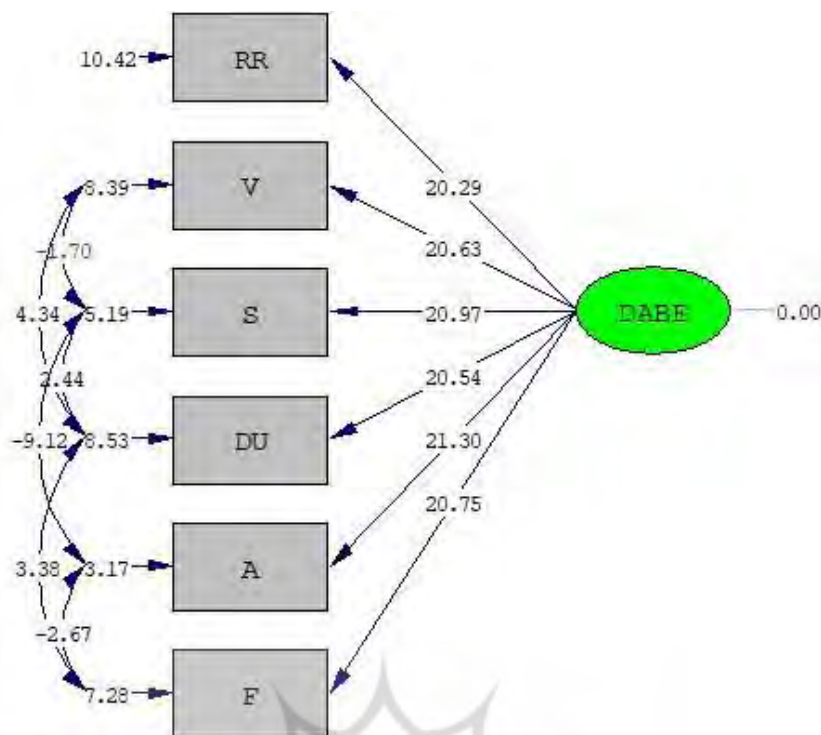 10.42 RR
8.39 V 20.29
-1.70 20.63
4.34 5.19 S 20.97 DABE 0.00
2.44 20.54
-9.12 8.53 DU 21.30
20.75
3.38 3.17 A
-2.67
7.28 F